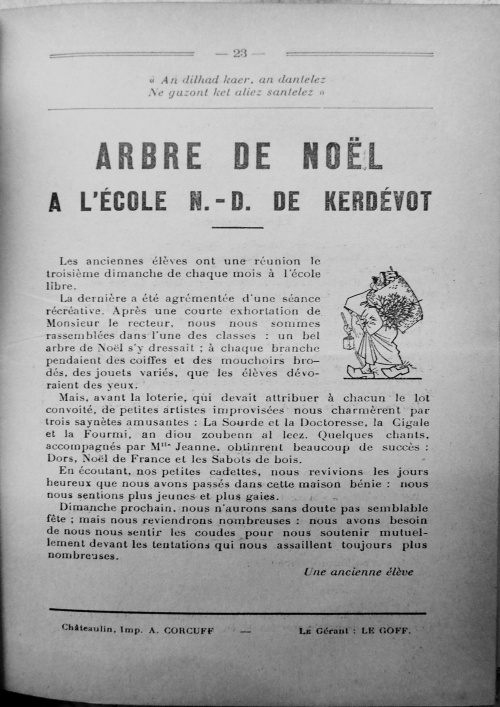 — 23 —
« An dilhad kaer, an dantelez
Ne guzont ket aliez santelez »
ARBRE DE NOËL
A L'ÉCOLE N.-D. DE KERDÉVOT
Les anciennes élèves ont une réunion le
troisième dimanche de chaque mois à l'école
libre.
La dernière a été agrémentée d'une séance
récréative. Après une courte exhortation de
Monsieur le recteur, nous nous sommes
rassemblées dans l'une des classes : un bel
arbre de Noël s'y dressait ; à chaque branche
pendaient des coiffes et des mouchoirs bro-
dés, des jouets variés, que les élèves dévo-
raient des yeux.
Mais, avant la loterie, qui devait attribuer à chacun le lot
convoité, de petites artistes improvisées nous charmèrent par
trois saynètes amusantes : La Sourde et la Doctoresse, la Cigale
et la Fourmi, an diou zoubenn al leez. Quelques chants,
accompagnés par Mlle Jeanne, obtinrent beaucoup de succès :
Dors, Noël de France et les Sabots de bois.
En écoutant, nos petites cadettes, nous revivions les jours
heureux que nous avons passés dans cette maison bénie : nous
nous sentions plus jeunes et plus gaies.
Dimanche prochain, nous n'aurons sans doute pas semblable
fête ; mais nous reviendrons nombreuses : nous avons besoin
de nous nous sentir les coudes pour nous soutenir mutuel-
lement devant les tentations qui nous assaillent toujours plus
nombreuses.
Une ancienne élève
Châteaulin, Imp. A. CORCUFF — Le Gérant : LE GOFF.